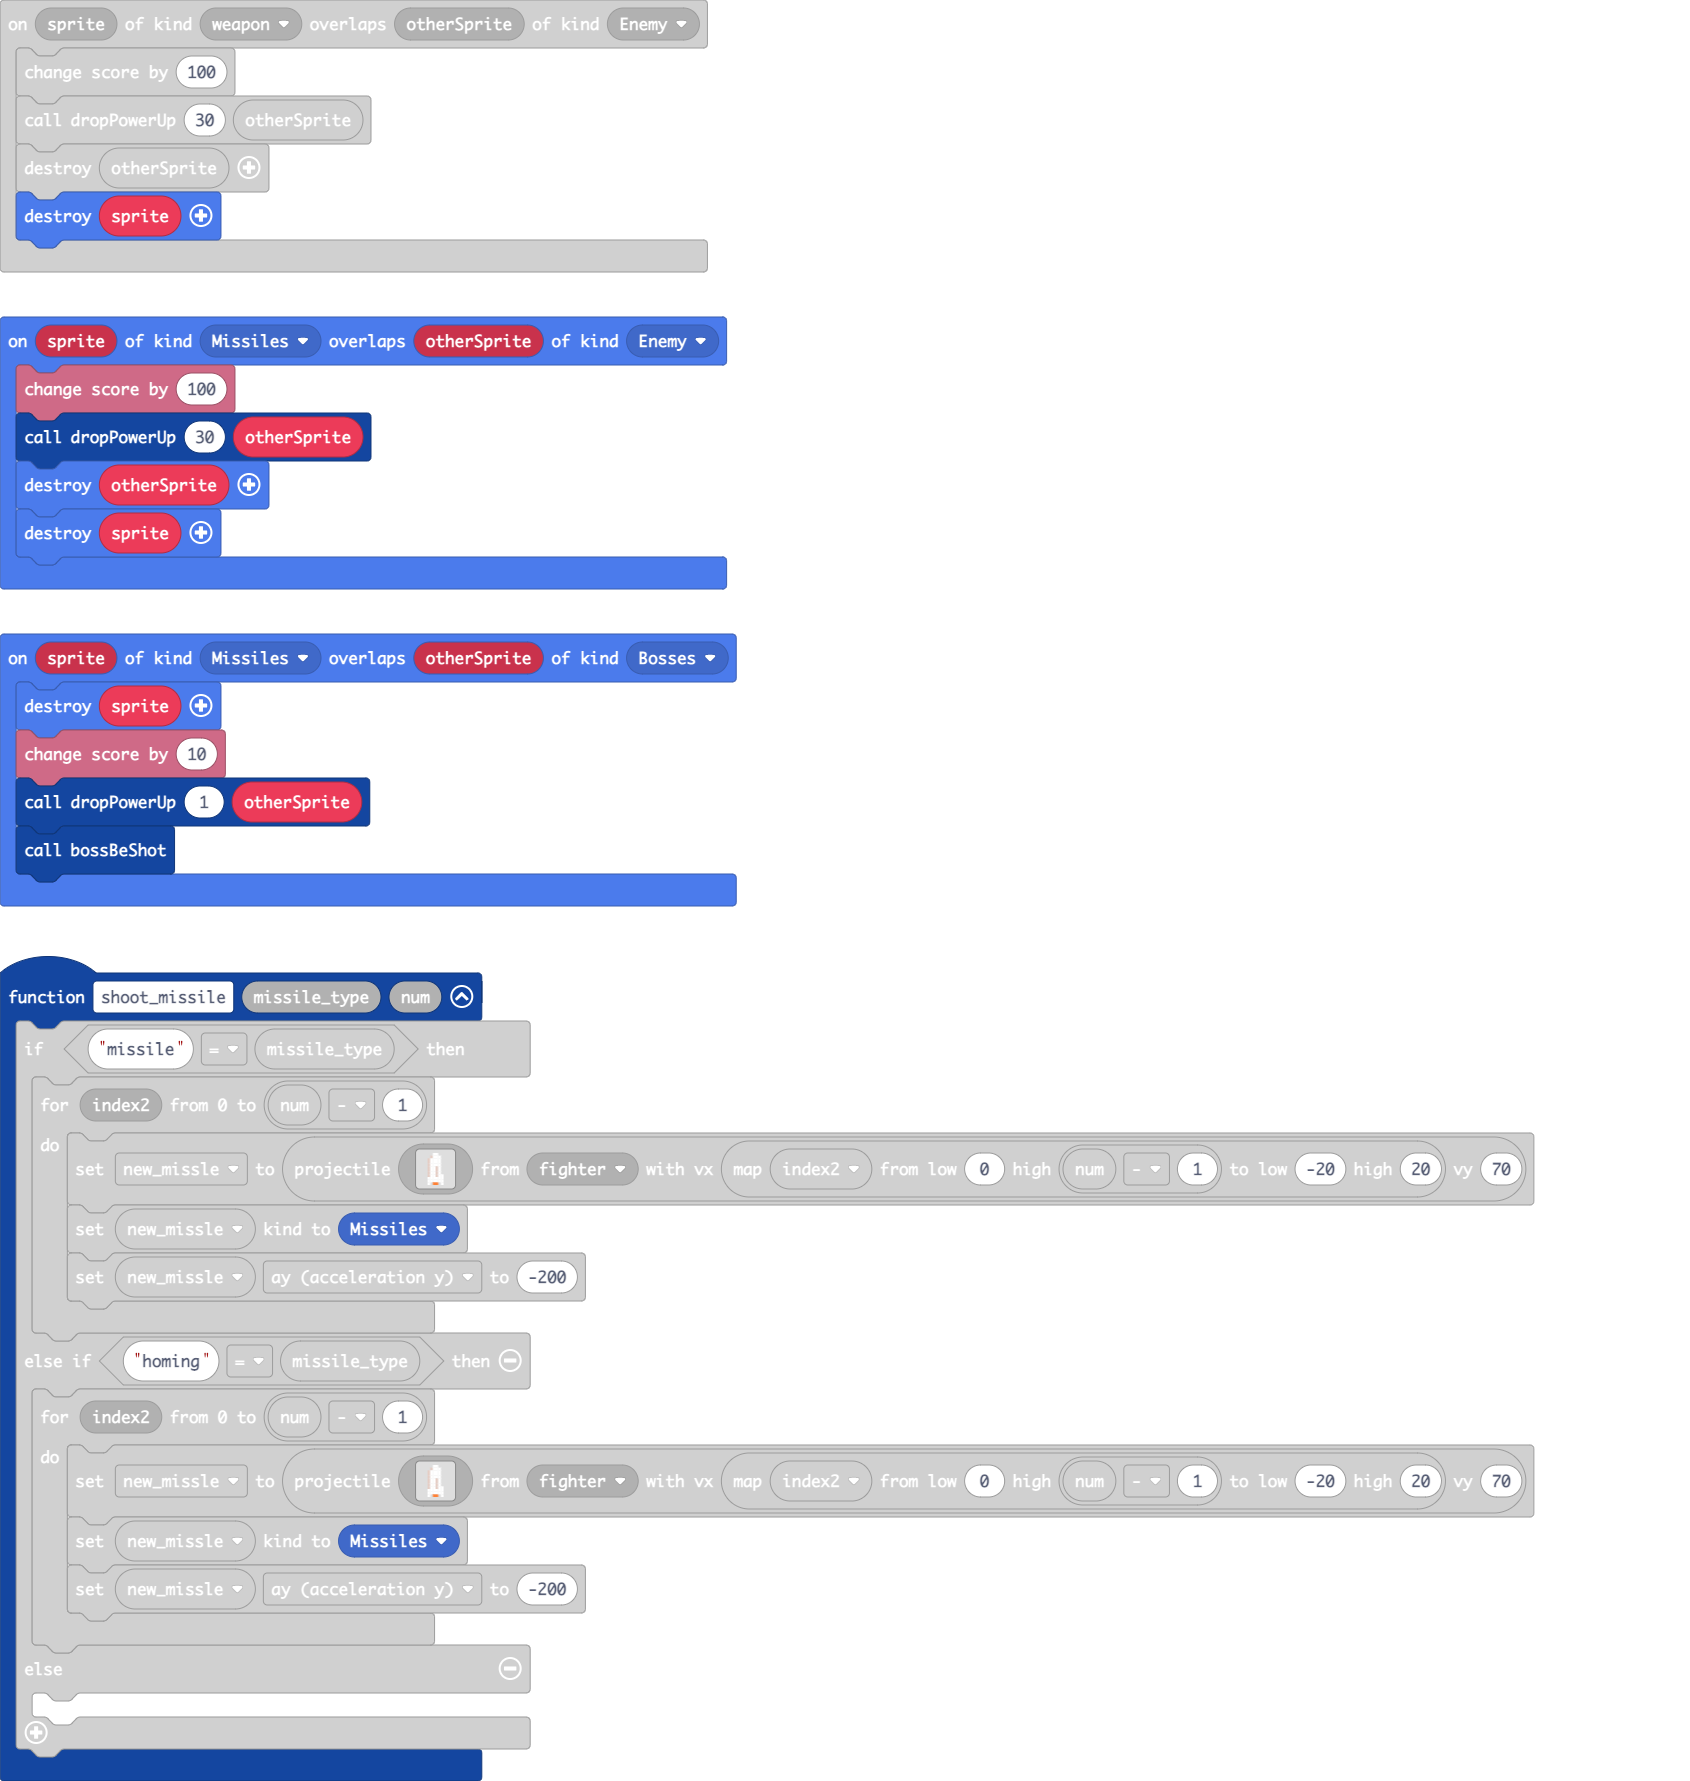 on sprite of kind weapon overlaps otherSprite of kind Enemy
change score by 100
call dropPowerUp 30 otherSprite
destroy otherSprite
destroy sprite
on sprite of kind Missiles overlaps otherSprite of kind Enemy
change score by 100
call dropPowerUp 30 otherSprite
destroy otherSprite
destroy sprite
on sprite of kind Missiles overlaps otherSprite of kind Bosses
destroy sprite
change score by 10
call dropPowerUp 1 otherSprite
call bossBeShot
function shoot_missile missile_type num
if "missile" = missile_type then
for index2 from 0 to num - 1
do
set new_missle to projectile from fighter with vx map index2 from low 0 high num - 1 to low -20 high 20 vy 70
set new_missle kind to Missiles
set new_missle ay (acceleration y) to -200
else if "homing" = missile_type then
for index2 from 0 to num - 1
do
set new_missle to projectile from fighter with vx map index2 from low 0 high num - 1 to low -20 high 20 vy 70
set new_missle kind to Missiles
set new_missle ay (acceleration y) to -200
else